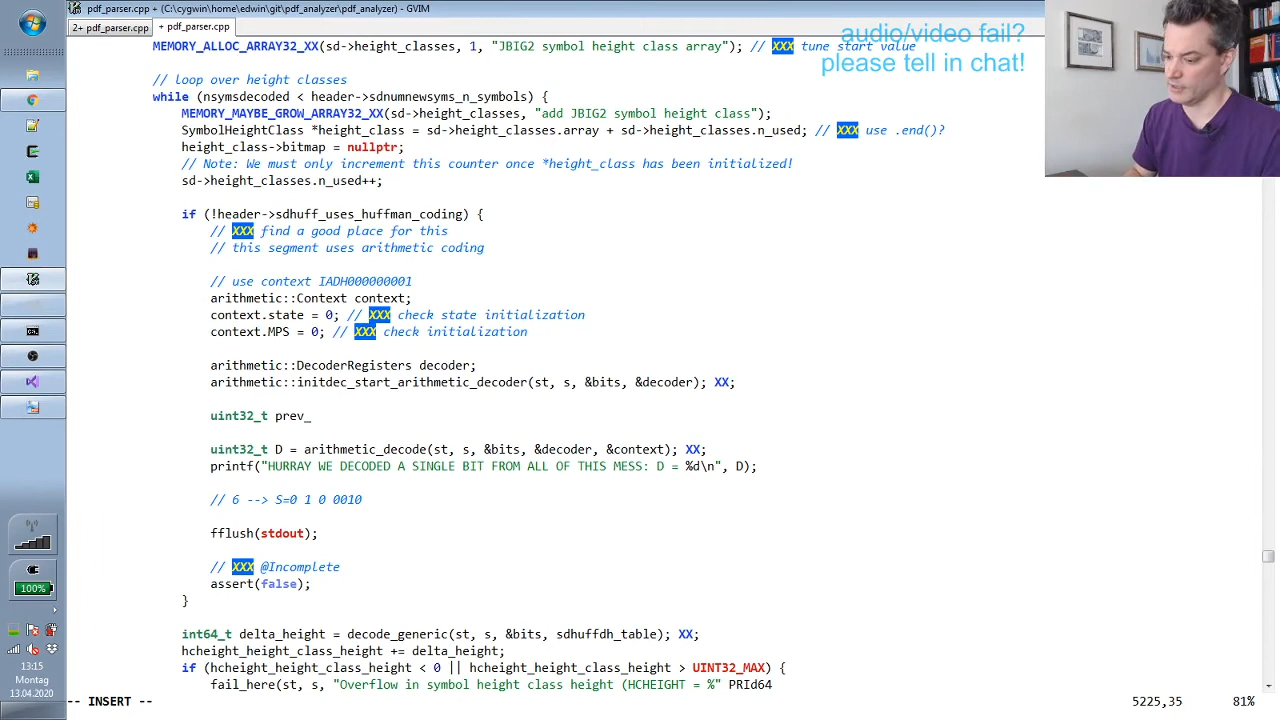 pdf_parser.cpp + (C:\cygwin\home\edwin\git\pdf_analyzer\pdf_analyzer) - GVIM
2+ pdf_parser.cpp
+ pdf_parser.cpp
audio/video fail?
please tell in chat!
MEMORY_ALLOC_ARRAY32_XX(sd->height_classes, 1, "JBIG2 symbol height class array"); // XXX tune start value
// loop over height classes
while (nsymsdecoded < header->sdnumnewsyms_n_symbols) {
MEMORY_MAYBE_GROW_ARRAY32_XX(sd->height_classes, "add JBIG2 symbol height class");
SymbolHeightClass *height_class = sd->height_classes.array + sd->height_classes.n_used; // XXX use .end()?
height_class->bitmap = nullptr;
// Note: We must only increment this counter once *height_class has been initialized!
sd->height_classes.n_used++;
if (!header->sdhuff_uses_huffman_coding) {
// XXX find a good place for this
// this segment uses arithmetic coding
// use context IADH000000001
arithmetic::Context context;
context.state = 0; // XXX check state initialization
context.MPS = 0; // XXX check initialization
arithmetic::DecoderRegisters decoder;
arithmetic::initdec_start_arithmetic_decoder(st, s, &bits, &decoder); XX;
uint32_t prev_
uint32_t D = arithmetic_decode(st, s, &bits, &decoder, &context); XX;
printf("HURRAY WE DECODED A SINGLE BIT FROM ALL OF THIS MESS: D = %d\n", D);
// 6 --> S=0 1 0 0010
fflush(stdout);
// XXX @Incomplete
assert(false);
}
int64_t delta_height = decode_generic(st, s, &bits, sdhuffdh_table); XX;
hcheight_height_class_height += delta_height;
if (hcheight_height_class_height < 0 || hcheight_height_class_height > UINT32_MAX) {
fail_here(st, s, "Overflow in symbol height class height (HCHEIGHT = %" PRId64
-- INSERT --
5225,35
81%
100%
13:15
Montag
13.04.2020